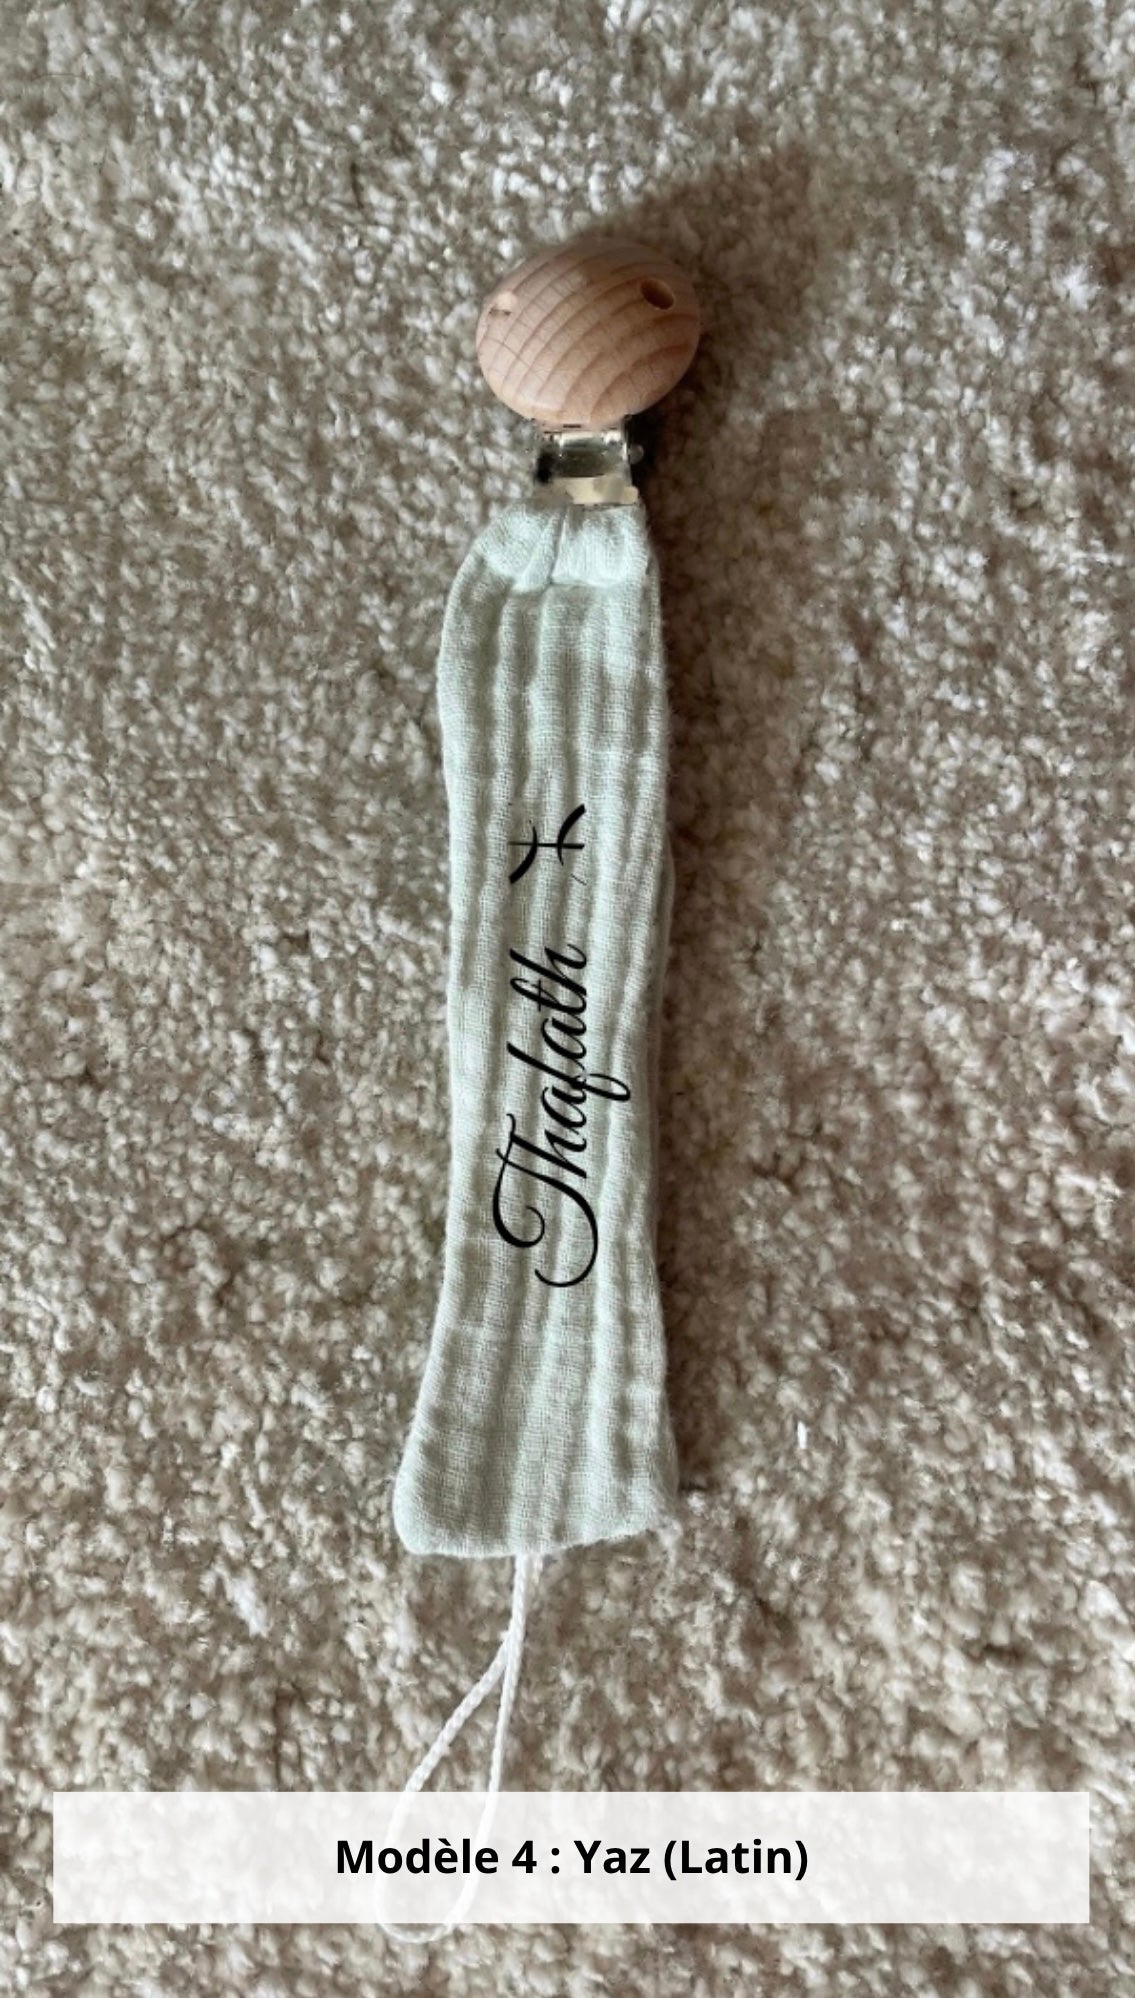 Thafath ⵣ
Modèle 4 : Yaz (Latin)